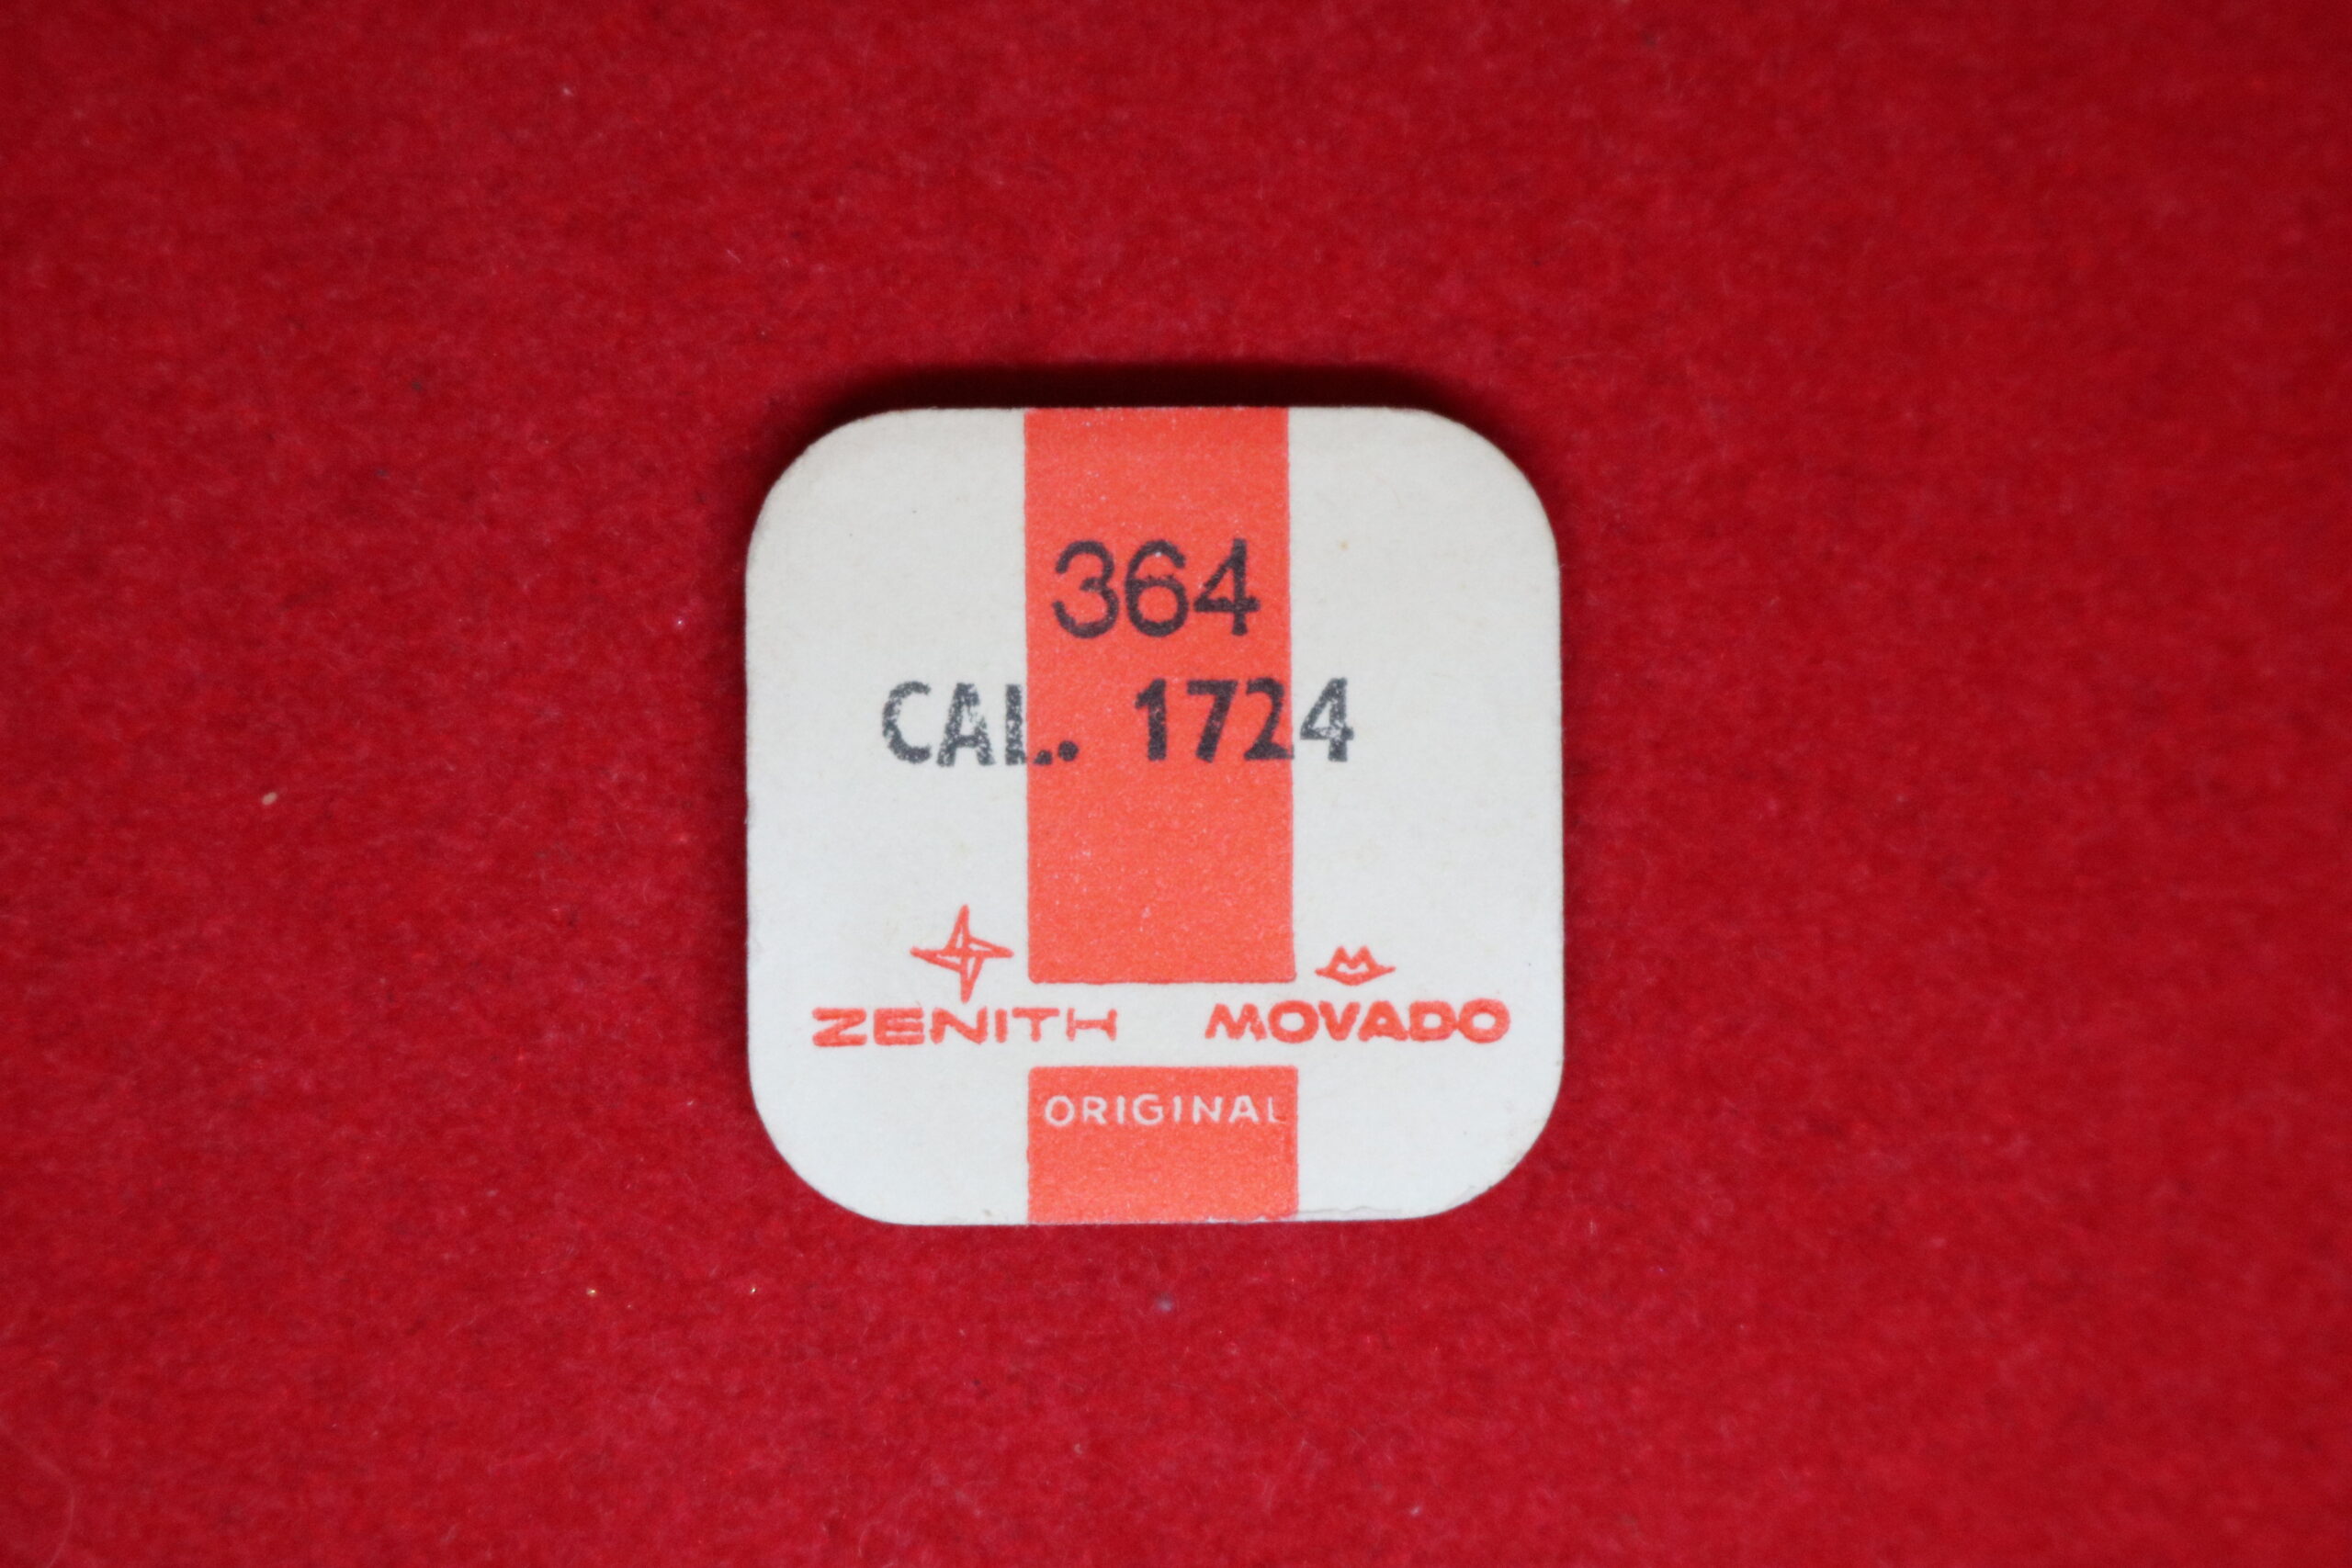 364
CAL. 1724
ZENITH MOVADO
ORIGINAL